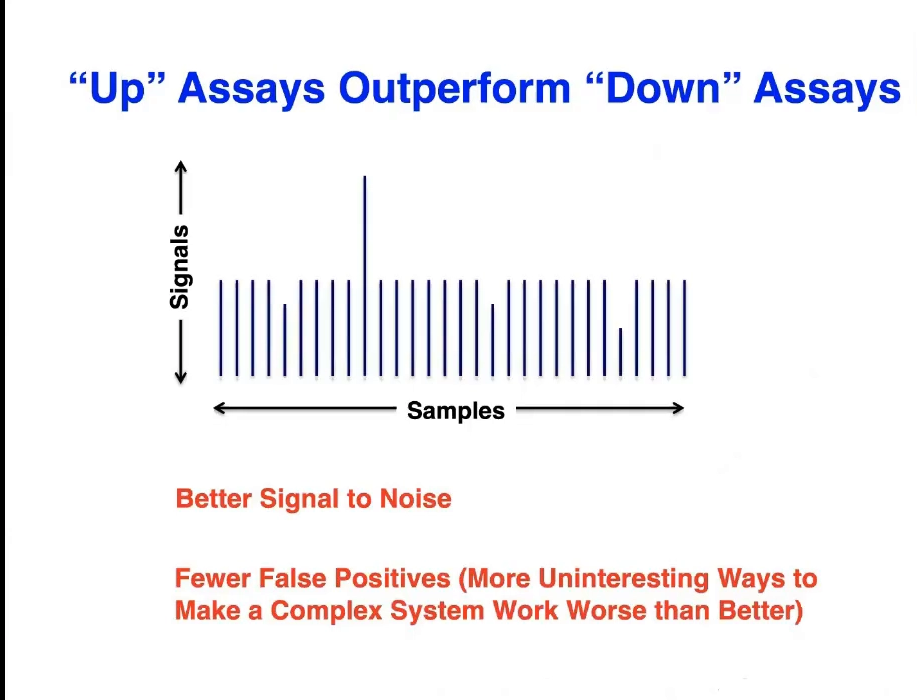 “Up” Assays Outperform “Down” Assays
Signals
Samples
Better Signal to Noise
Fewer False Positives (More Uninteresting Ways to
Make a Complex System Work Worse than Better)